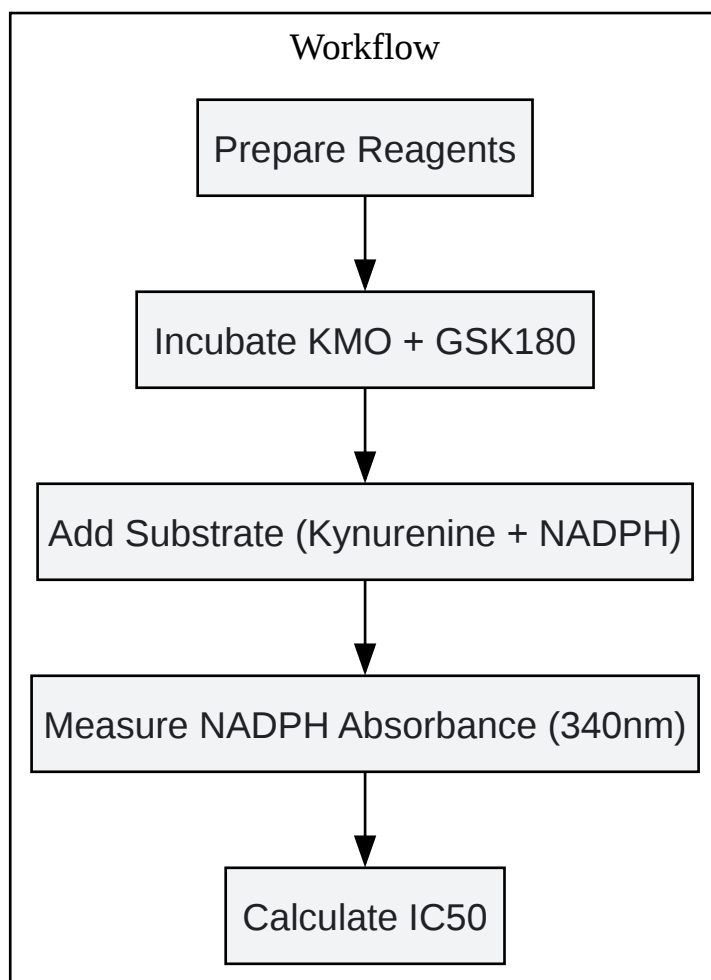 Workflow
Prepare Reagents
Incubate KMO + GSK180
Add Substrate (Kynurenine + NADPH)
Measure NADPH Absorbance (340nm)
Calculate IC50